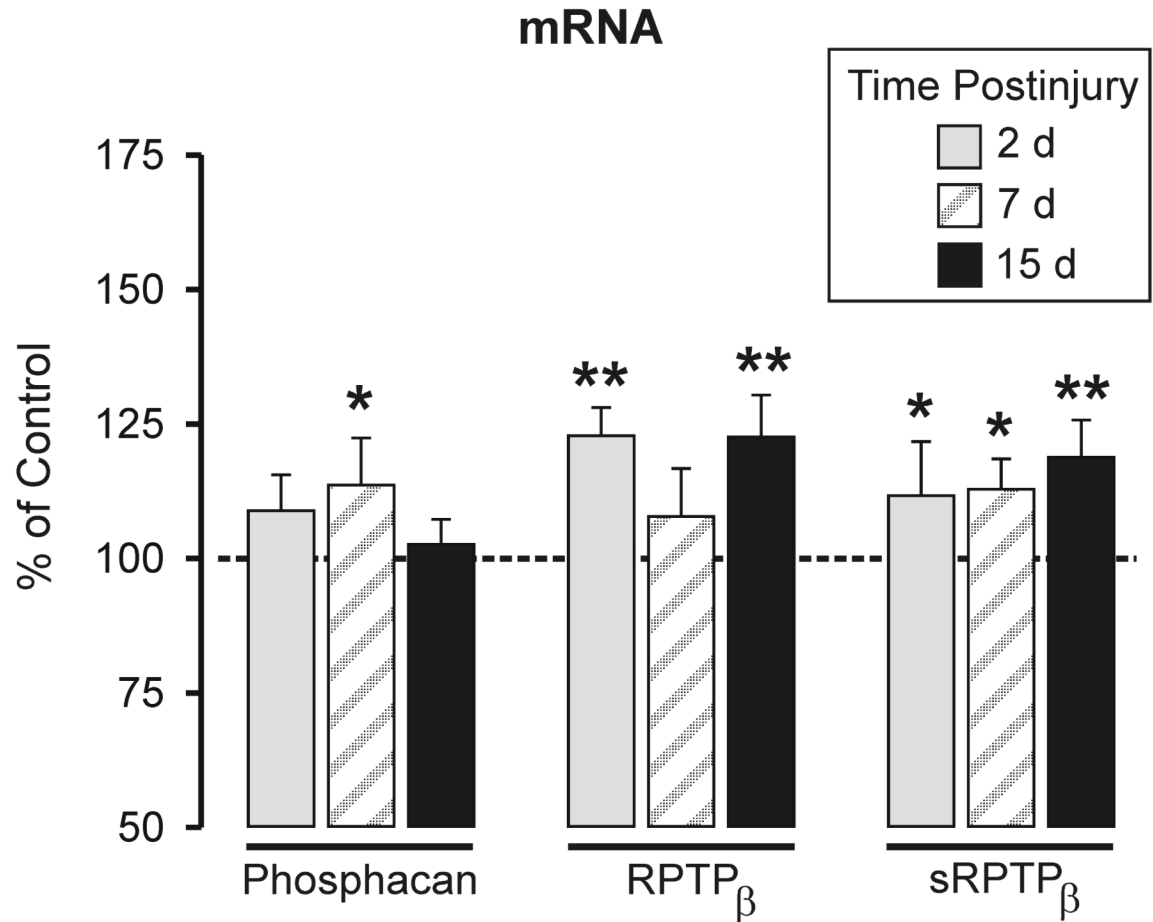 mRNA
Time Postinjury
2 d
7 d
15 d
% of Control
175
150
125
100
75
50
*
**
**
*
*
**
Phosphacan
RPTPβ
sRPTPβ